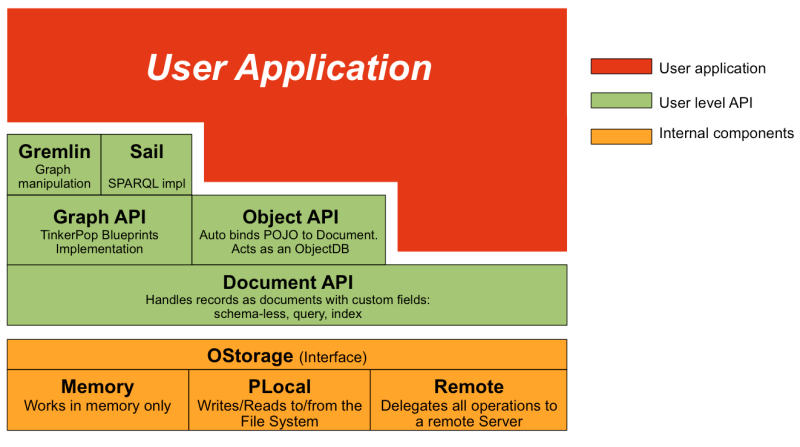 User Application
User application
User level API
Internal components
Gremlin
Graph
manipulation
Sail
SPARQL impl
Graph API
TinkerPop Blueprints
Implementation
Object API
Auto binds POJO to Document.
Acts as an ObjectDB
Document API
Handles records as documents with custom fields:
schema-less, query, index
OStorage (Interface)
Memory
Works in memory only
PLocal
Writes/Reads to/from the
File System
Remote
Delegates all operations to
a remote Server